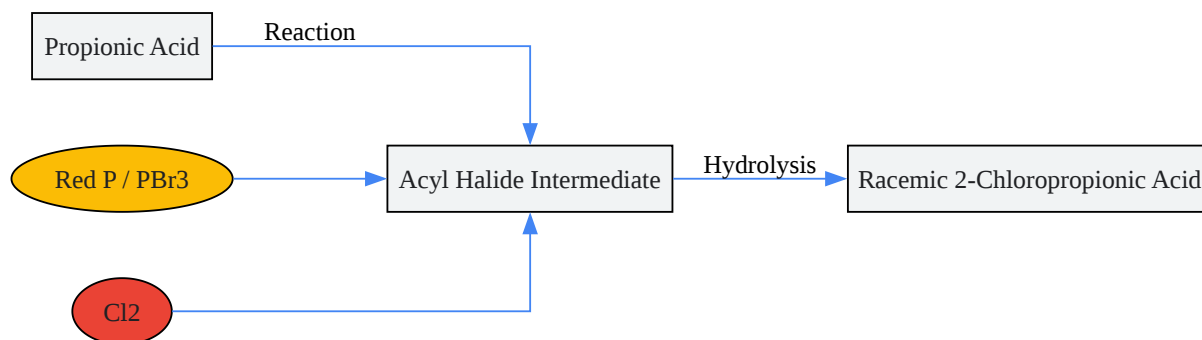 Propionic Acid
Reaction
Red P / PBr3
Acyl Halide Intermediate
Hydrolysis
Racemic 2-Chloropropionic Acid
Cl2